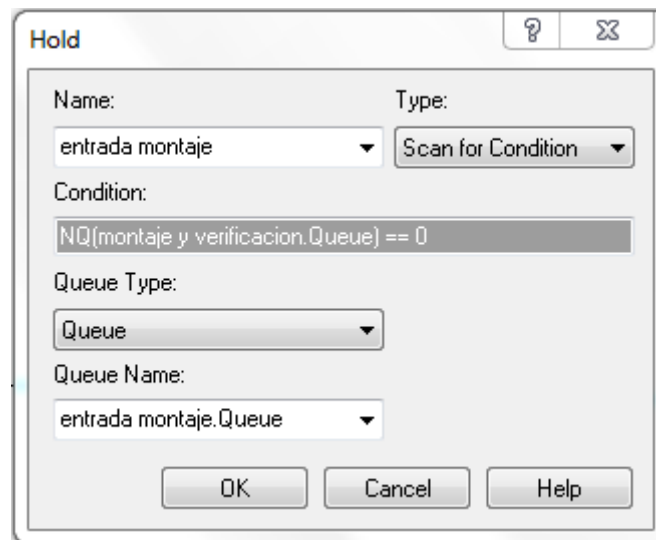 Hold
Name: Type:
entrada montaje Scan for Condition
Condition:
NQ(montaje y verificacion.Queue) == 0
Queue Type:
Queue
Queue Name:
entrada montaje.Queue
OK Cancel Help